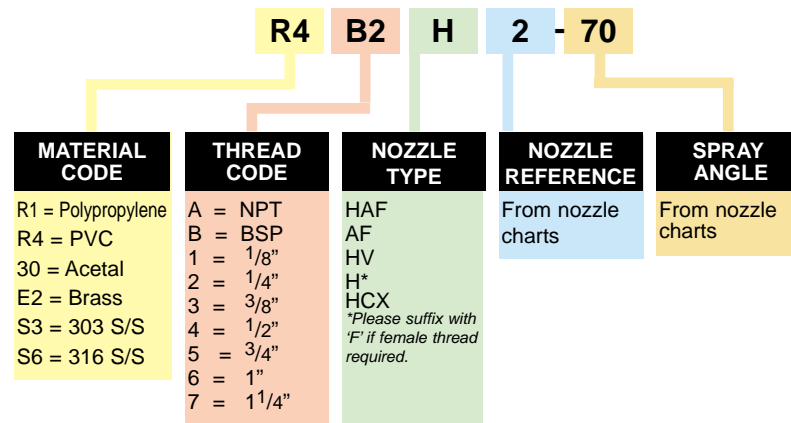 R4 B2 H 2 - 70
MATERIAL
CODE
R1 = Polypropylene
R4 = PVC
30 = Acetal
E2 = Brass
S3 = 303 S/S
S6 = 316 S/S
THREAD
CODE
A = NPT
B = BSP
1 = 1/8”
2 = 1/4”
3 = 3/8”
4 = 1/2”
5 = 3/4”
6 = 1”
7 = 11/4”
NOZZLE
TYPE
HAF
AF
HV
H*
HCX
*Please suffix with
‘F’ if female thread
required.
NOZZLE
REFERENCE
From nozzle
charts
SPRAY
ANGLE
From nozzle
charts